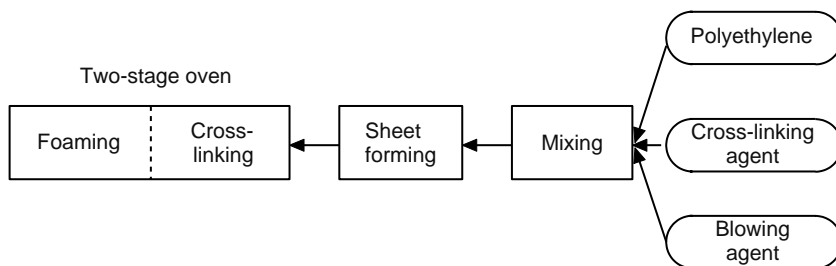 Polyethylene
Two-stage oven
Foaming
Cross-
linking
Sheet
forming
Mixing
Cross-linking
agent
Blowing
agent